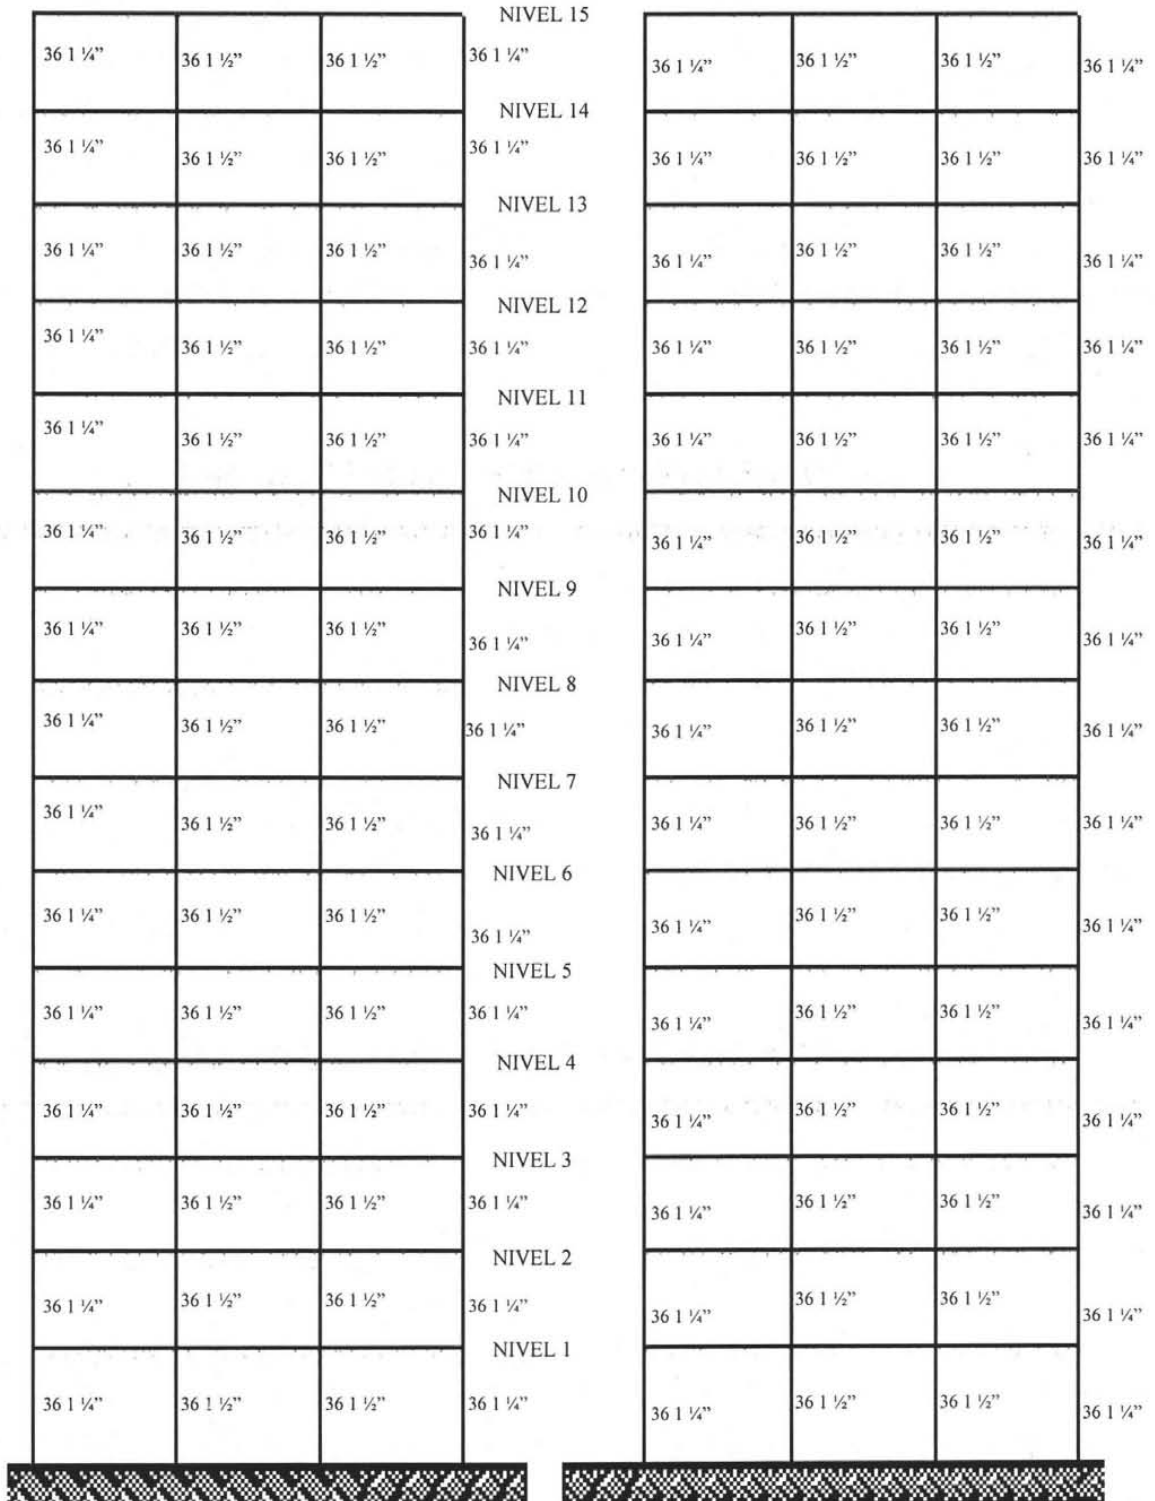 NIVEL 15
36 1 ¼” 36 1 ½” 36 1 ½” 36 1 ¼” 36 1 ¼” 36 1 ½” 36 1 ½” 36 1 ¼”
NIVEL 14
36 1 ¼” 36 1 ½” 36 1 ½” 36 1 ¼” 36 1 ¼” 36 1 ½” 36 1 ½” 36 1 ¼”
NIVEL 13
36 1 ¼” 36 1 ½” 36 1 ½” 36 1 ¼” 36 1 ¼” 36 1 ½” 36 1 ½” 36 1 ¼”
NIVEL 12
36 1 ¼” 36 1 ½” 36 1 ½” 36 1 ¼” 36 1 ¼” 36 1 ½” 36 1 ½” 36 1 ¼”
NIVEL 11
36 1 ¼” 36 1 ½” 36 1 ½” 36 1 ¼” 36 1 ¼” 36 1 ½” 36 1 ½” 36 1 ¼”
NIVEL 10
36 1 ¼” 36 1 ½” 36 1 ½” 36 1 ¼” 36 1 ¼” 36 1 ½” 36 1 ½” 36 1 ¼”
NIVEL 9
36 1 ¼” 36 1 ½” 36 1 ½” 36 1 ¼” 36 1 ¼” 36 1 ½” 36 1 ½” 36 1 ¼”
NIVEL 8
36 1 ¼” 36 1 ½” 36 1 ½” 36 1 ¼” 36 1 ¼” 36 1 ½” 36 1 ½” 36 1 ¼”
NIVEL 7
36 1 ¼” 36 1 ½” 36 1 ½” 36 1 ¼” 36 1 ¼” 36 1 ½” 36 1 ½” 36 1 ¼”
NIVEL 6
36 1 ¼” 36 1 ½” 36 1 ½” 36 1 ¼” 36 1 ¼” 36 1 ½” 36 1 ½” 36 1 ¼”
NIVEL 5
36 1 ¼” 36 1 ½” 36 1 ½” 36 1 ¼” 36 1 ¼” 36 1 ½” 36 1 ½” 36 1 ¼”
NIVEL 4
36 1 ¼” 36 1 ½” 36 1 ½” 36 1 ¼” 36 1 ¼” 36 1 ½” 36 1 ½” 36 1 ¼”
NIVEL 3
36 1 ¼” 36 1 ½” 36 1 ½” 36 1 ¼” 36 1 ¼” 36 1 ½” 36 1 ½” 36 1 ¼”
NIVEL 2
36 1 ¼” 36 1 ½” 36 1 ½” 36 1 ¼” 36 1 ¼” 36 1 ½” 36 1 ½” 36 1 ¼”
NIVEL 1
36 1 ¼” 36 1 ½” 36 1 ½” 36 1 ¼” 36 1 ¼” 36 1 ½” 36 1 ½” 36 1 ¼”